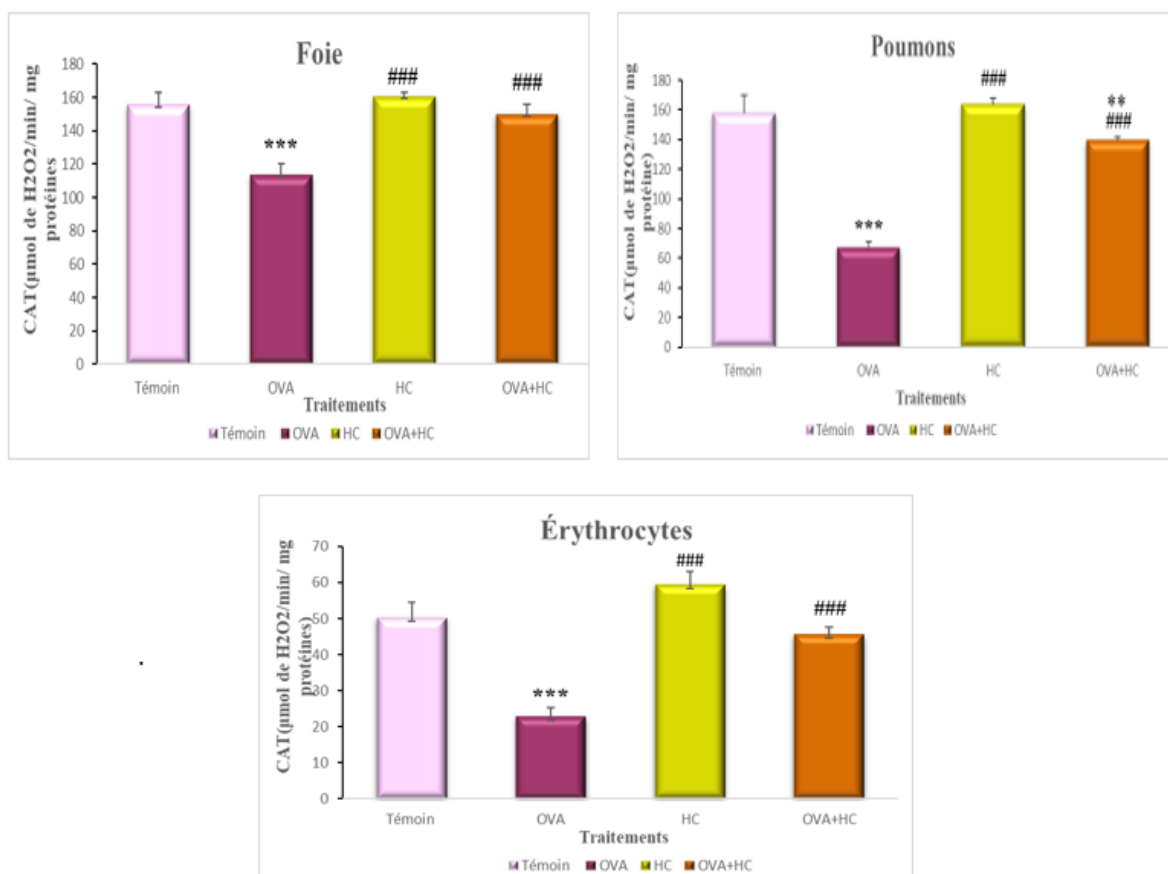 Foie
CAT(µmol de H2O2/min/ mg
protéines
180
160
140
120
100
80
60
40
20
0
***
###
###
Témoin OVA HC OVA+HC
Traitements
Témoin OVA HC OVA+HC
Poumons
CAT(µmol de H2O2/min/ mg
protéine)
180
160
140
120
100
80
60
40
20
0
***
###
**
###
Témoin OVA HC OVA+HC
Traitements
Témoin OVA HC OVA+HC
Érythrocytes
CAT(µmol de H2O2/min/ mg
protéines)
70
60
50
40
30
20
10
0
***
###
###
Témoin OVA HC OVA+HC
Traitements
Témoin OVA HC OVA+HC
.